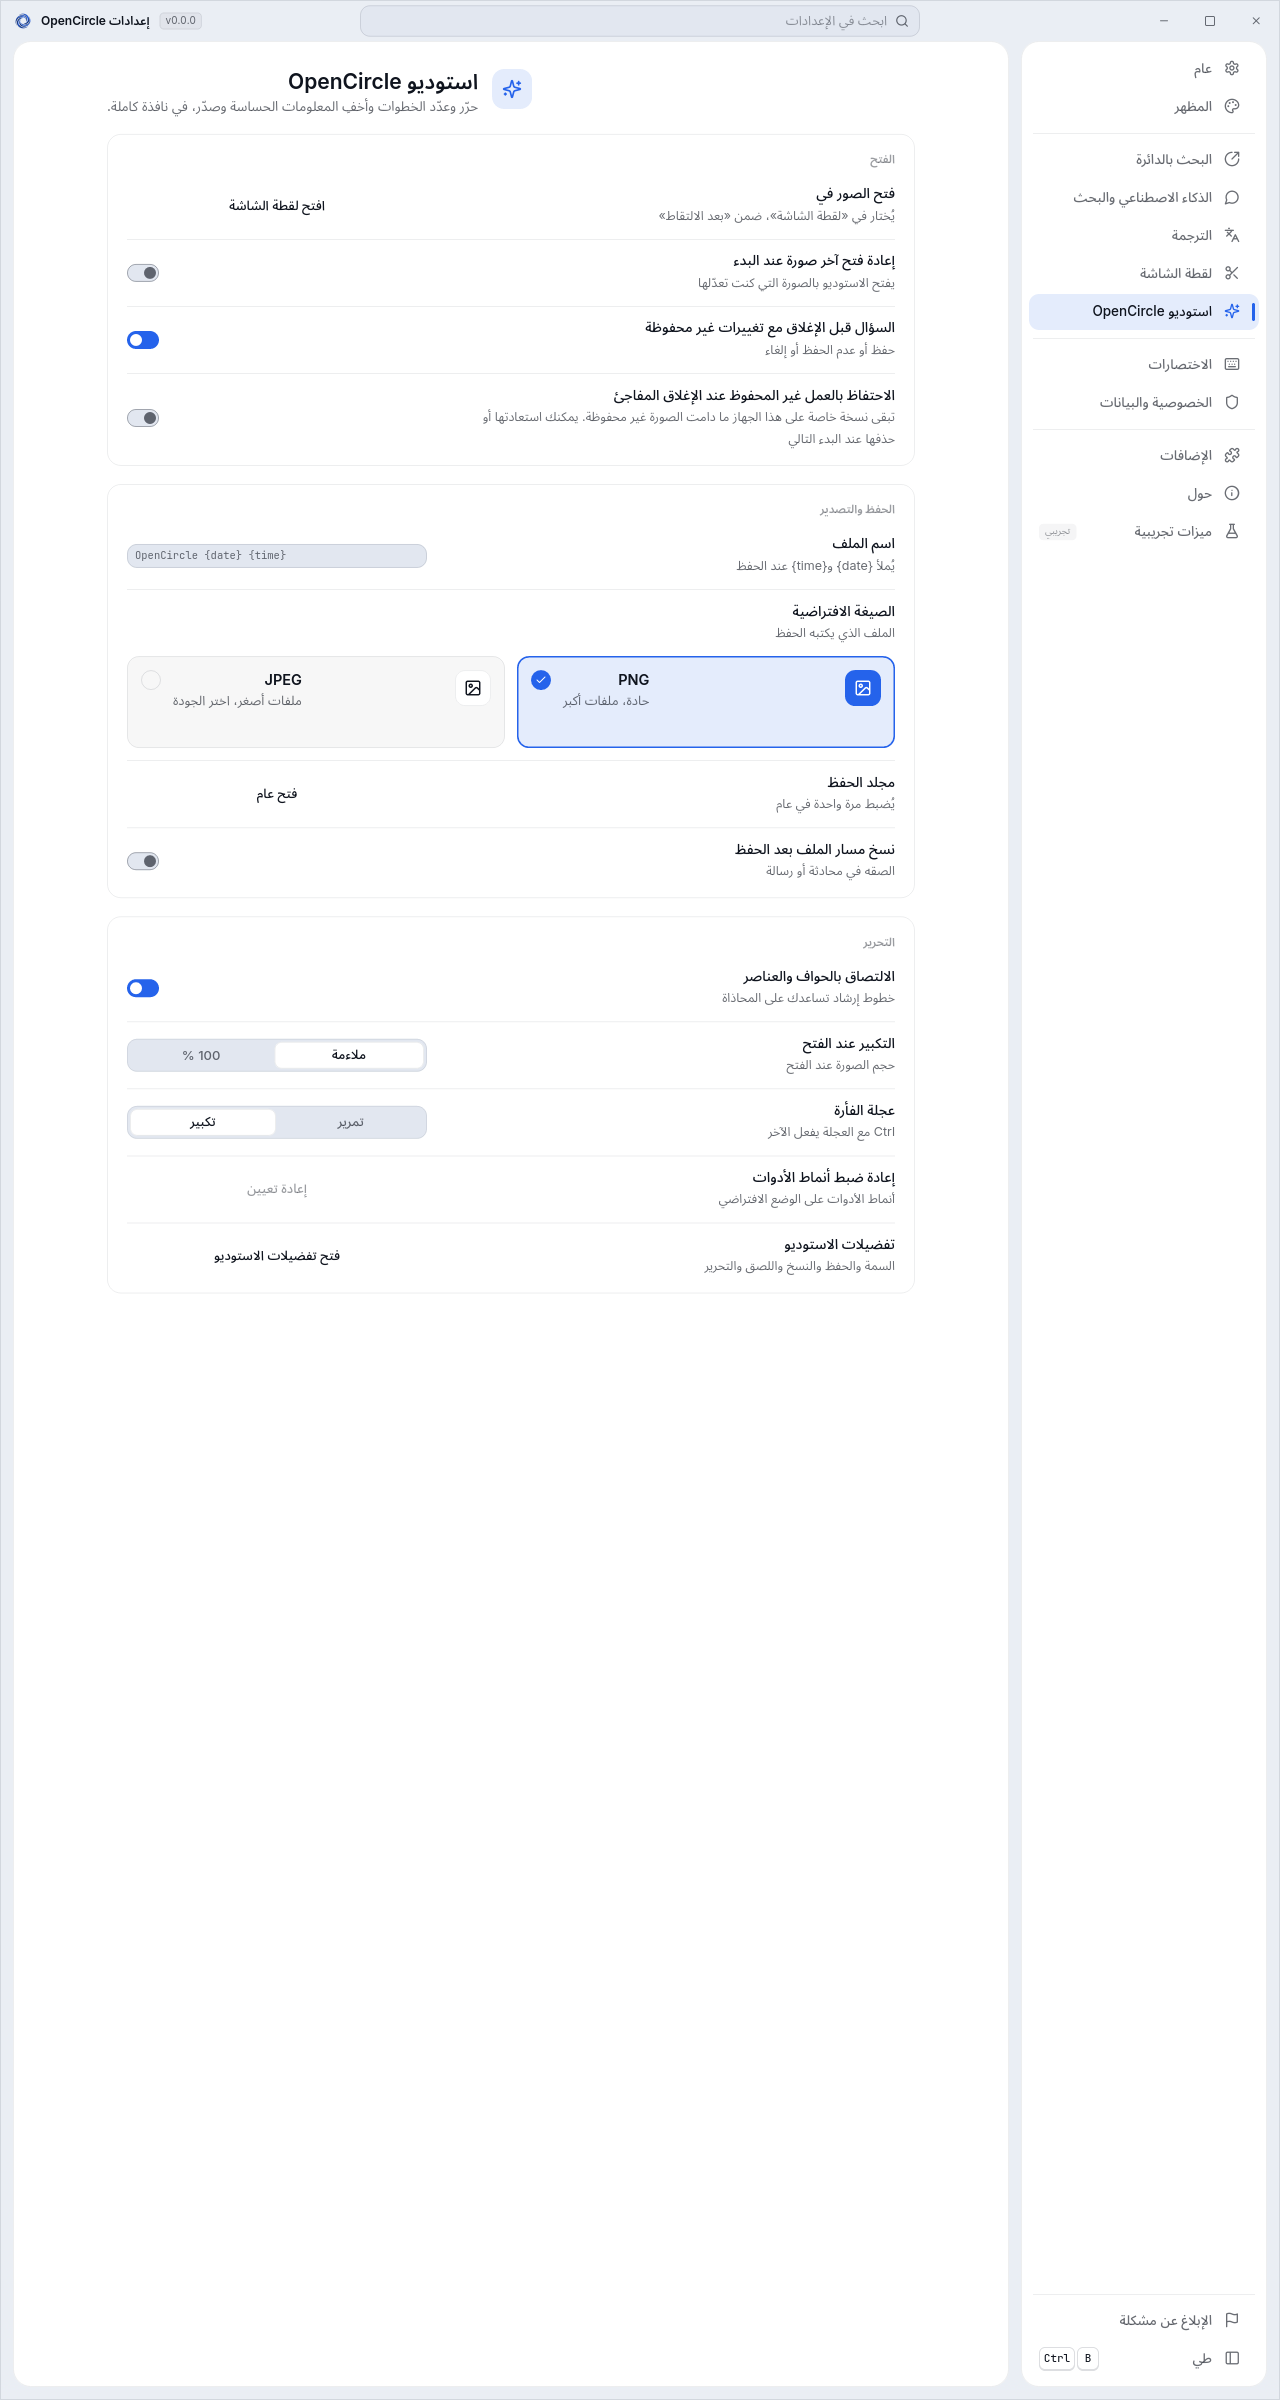 إعدادات OpenCircle
v0.0.0
ابحث في الإعدادات
عام
المظهر
البحث بالدائرة
الذكاء الاصطناعي والبحث
الترجمة
لقطة الشاشة
استوديو OpenCircle
الاختصارات
الخصوصية والبيانات
الإضافات
حول
ميزات تجريبية
تجريبي
الإبلاغ عن مشكلة
طي
Ctrl B
استوديو OpenCircle
حرّر وعدّد الخطوات وأخفِ المعلومات الحساسة وصدّر، في نافذة كاملة.
الفتح
فتح الصور في
يُختار في «لقطة الشاشة»، ضمن «بعد الالتقاط»
افتح لقطة الشاشة
إعادة فتح آخر صورة عند البدء
يفتح الاستوديو بالصورة التي كنت تعدّلها
السؤال قبل الإغلاق مع تغييرات غير محفوظة
حفظ أو عدم الحفظ أو إلغاء
الاحتفاظ بالعمل غير المحفوظ عند الإغلاق المفاجئ
تبقى نسخة خاصة على هذا الجهاز ما دامت الصورة غير محفوظة. يمكنك استعادتها أو
حذفها عند البدء التالي
الحفظ والتصدير
اسم الملف
يُملأ {date} و{time} عند الحفظ
OpenCircle {date} {time}
الصيغة الافتراضية
الملف الذي يكتبه الحفظ
PNG
حادة، ملفات أكبر
JPEG
ملفات أصغر، اختر الجودة
مجلد الحفظ
يُضبط مرة واحدة في عام
فتح عام
نسخ مسار الملف بعد الحفظ
الصقه في محادثة أو رسالة
التحرير
الالتصاق بالحواف والعناصر
خطوط إرشاد تساعدك على المحاذاة
التكبير عند الفتح
حجم الصورة عند الفتح
ملاءمة
100 %
عجلة الفأرة
Ctrl مع العجلة يفعل الآخر
تمرير
تكبير
إعادة ضبط أنماط الأدوات
أنماط الأدوات على الوضع الافتراضي
إعادة تعيين
تفضيلات الاستوديو
السمة والحفظ والنسخ واللصق والتحرير
فتح تفضيلات الاستوديو